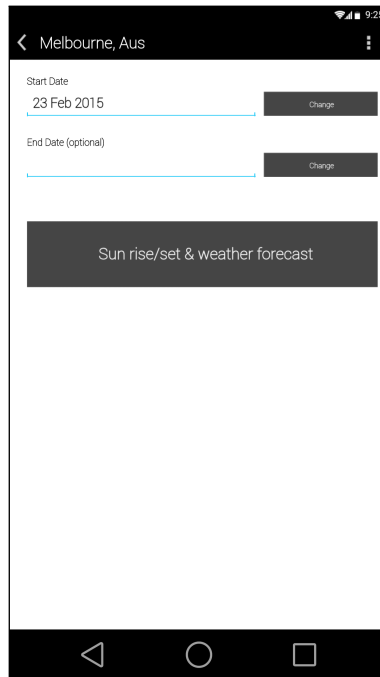 9:25
Melbourne, Aus
Start Date
23 Feb 2015
Change
End Date (optional)
Change
Sun rise/set & weather forecast